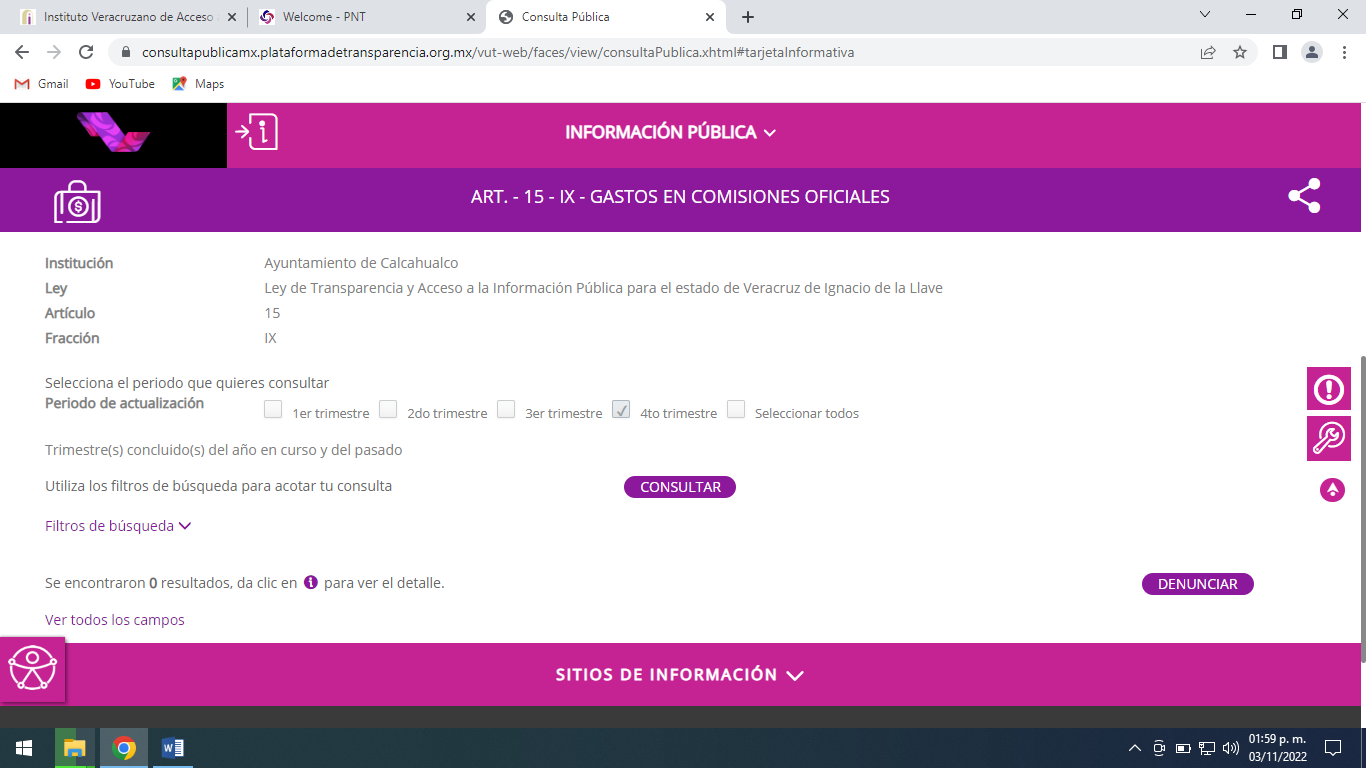 Instituto Veracruzano de Acceso
Welcome - PNT
Consulta Pública
consultapublicamx.plataformadetransparencia.org.mx/vut-web/faces/view/consultaPublica.xhtml#tarjetaInformativa
Gmail
YouTube
Maps
INFORMACIÓN PÚBLICA
ART. - 15 - IX - GASTOS EN COMISIONES OFICIALES
Institución Ayuntamiento de Calcahualco
Ley Ley de Transparencia y Acceso a la Información Pública para el estado de Veracruz de Ignacio de la Llave
Artículo 15
Fracción IX
Selecciona el periodo que quieres consultar
Periodo de actualización 1er trimestre 2do trimestre 3er trimestre 4to trimestre Seleccionar todos
Trimestre(s) concluido(s) del año en curso y del pasado
Utiliza los filtros de búsqueda para acotar tu consulta CONSULTAR
Filtros de búsqueda
Se encontraron 0 resultados, da clic en i para ver el detalle. DENUNCIAR
Ver todos los campos
SITIOS DE INFORMACIÓN
01:59 p. m.
03/11/2022